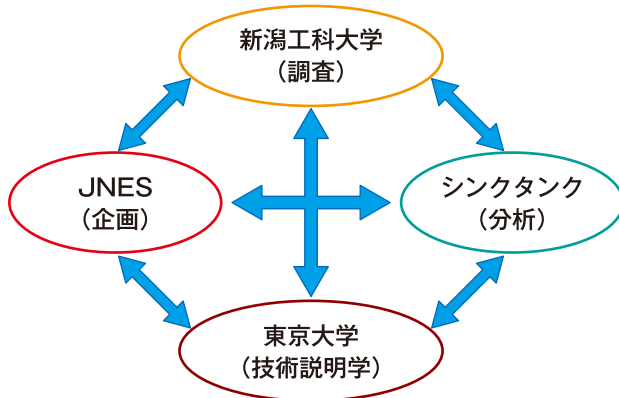 新潟工科大学
（調査）
JNES
（企画）
シンクタンク
（分析）
東京大学
（技術説明学）